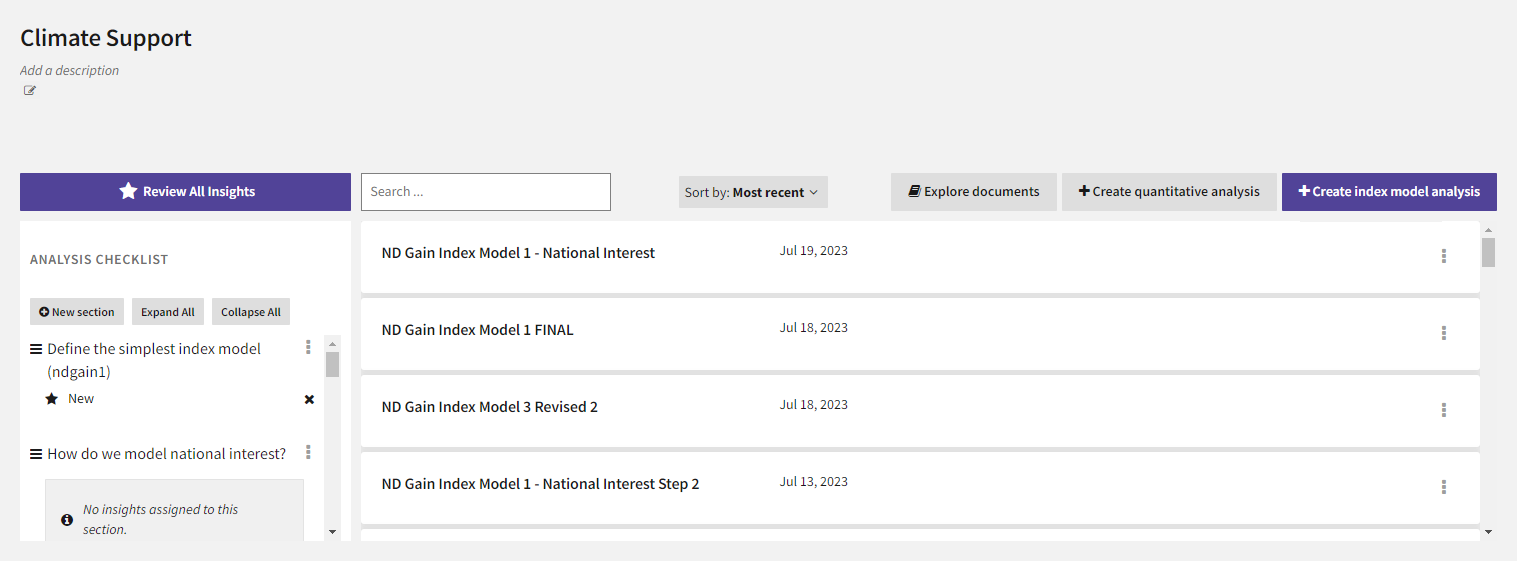 Climate Support
Add a description
Review All Insights
Search ...
Sort by: Most recent
Explore documents
Create quantitative analysis
Create index model analysis
ANALYSIS CHECKLIST
New section
Expand All
Collapse All
Define the simplest index model
(ndgain1)
New
How do we model national interest?
No insights assigned to this
section.
ND Gain Index Model 1 - National Interest
Jul 19, 2023
ND Gain Index Model 1 FINAL
Jul 18, 2023
ND Gain Index Model 3 Revised 2
Jul 18, 2023
ND Gain Index Model 1 - National Interest Step 2
Jul 13, 2023